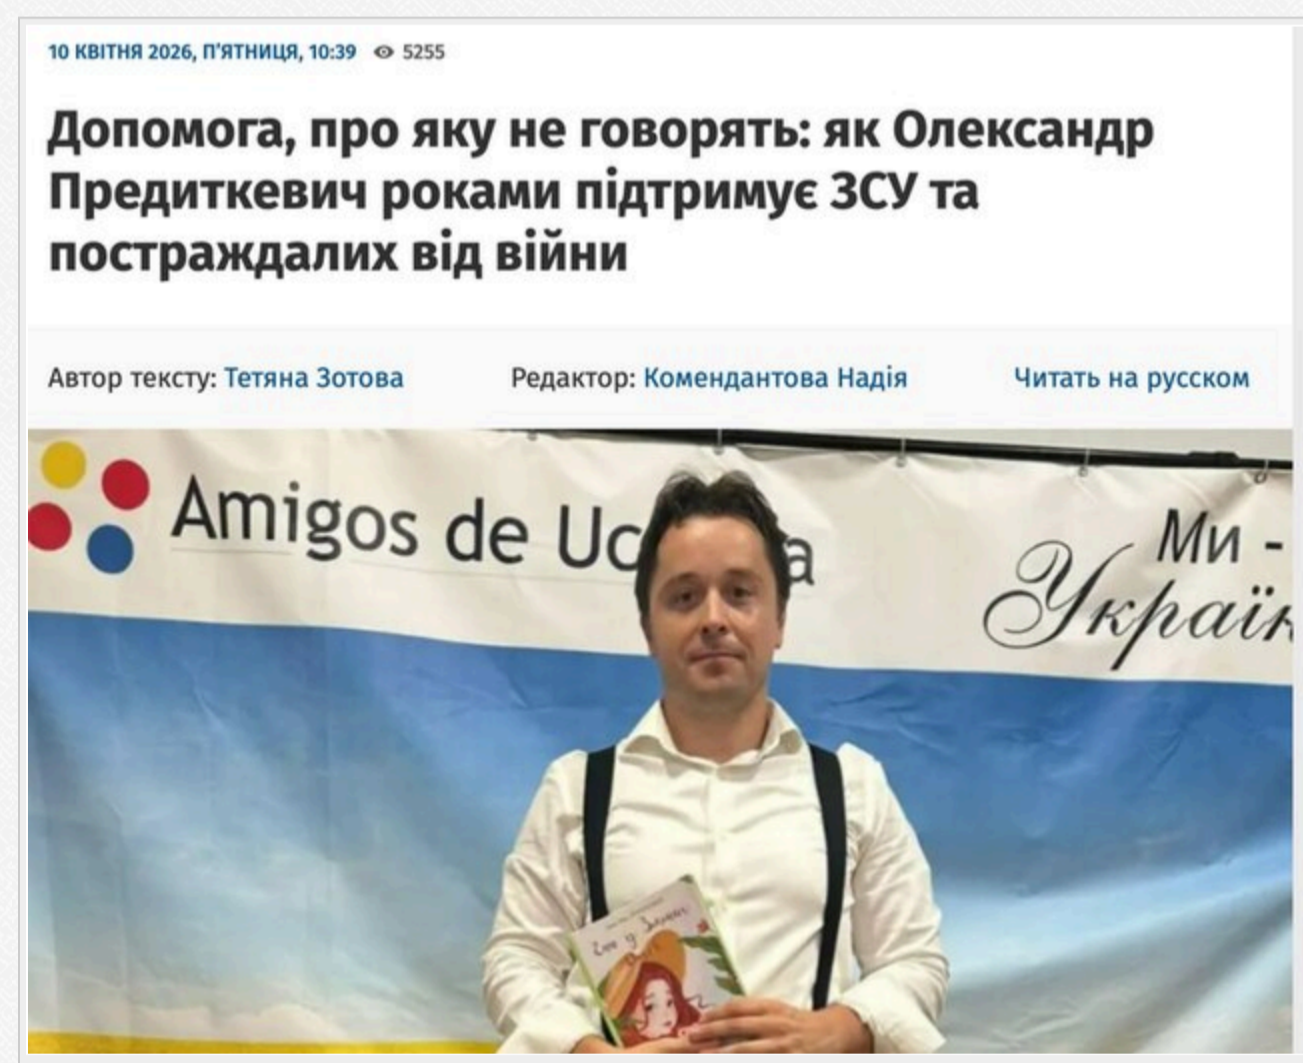 10 КВІТНЯ 2026, П'ЯТНИЦЯ, 10:39 5255
Допомога, про яку не говорять: як Олександр
Предиткевич роками підтримує ЗСУ та
постраждалих від війни
Автор тексту: Тетяна Зотова Редактор: Комендантова Надія Читать на русском
Amigos de Uc a
Ми -
Україн